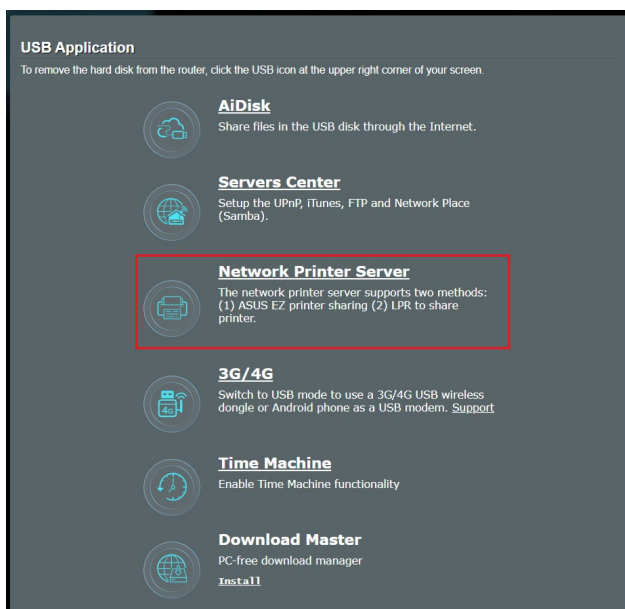 USB Application
To remove the hard disk from the router, click the USB icon at the upper right corner of your screen.
AiDisk
Share files in the USB disk through the Internet.
Servers Center
Setup the UPnP, iTunes, FTP and Network Place
(Samba).
Network Printer Server
The network printer server supports two methods:
(1) ASUS EZ printer sharing (2) LPR to share
printer.
3G/4G
4G
Switch to USB mode to use a 3G/4G USB wireless
dongle or Android phone as a USB modem. Support
Time Machine
Enable Time Machine functionality
Download Master
PC-free download manager
Install